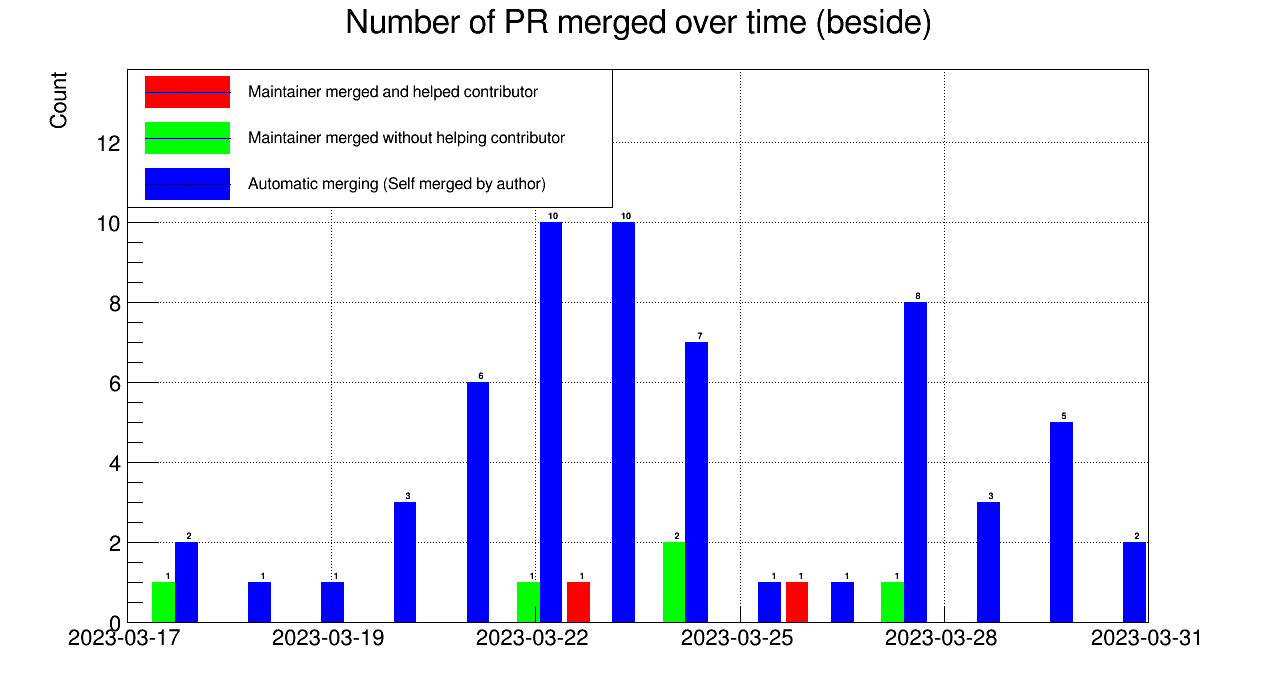 Number of PR merged over time (beside)
Count
Maintainer merged and helped contributor
Maintainer merged without helping contributor
Automatic merging (Self merged by author)
12
10
8
6
4
2
0
1 2 1 1 3 6 1 10 1 10 2 7 1 1 1 1 8 3 5 2
2023-03-17 2023-03-19 2023-03-22 2023-03-25 2023-03-28 2023-03-31